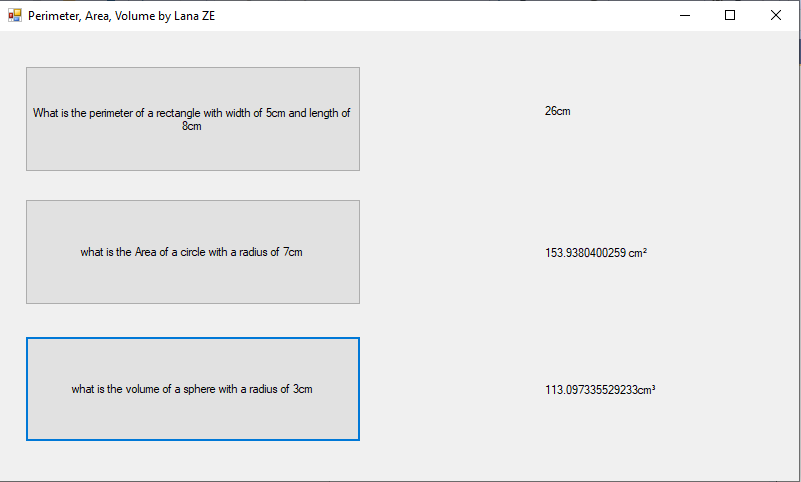 Perimeter, Area, Volume by Lana ZE
What is the perimeter of a rectangle with width of 5cm and length of
8cm
26cm
what is the Area of a circle with a radius of 7cm
153.9380400259 cm²
what is the volume of a sphere with a radius of 3cm
113.097335529233cm³